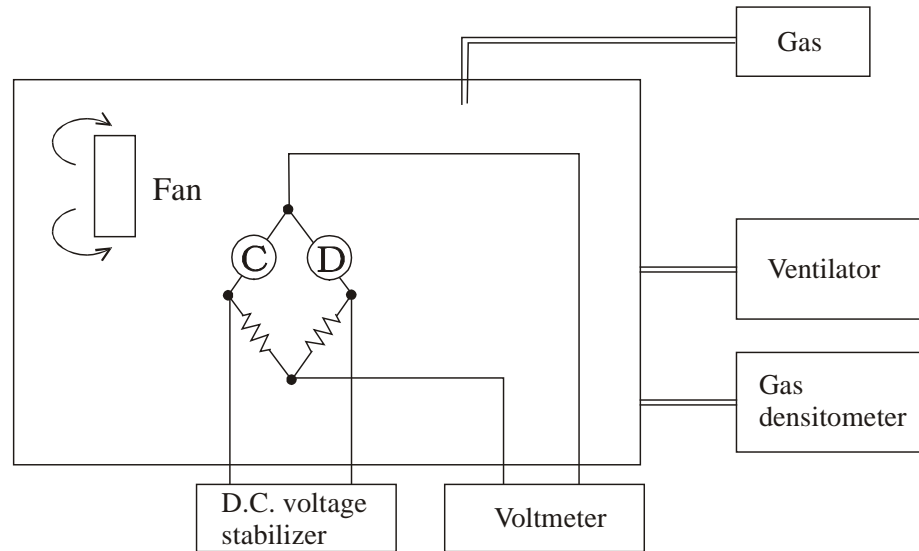 Gas
Fan
C
D
Ventilator
Gas
densitometer
D.C. voltage
stabilizer
Voltmeter